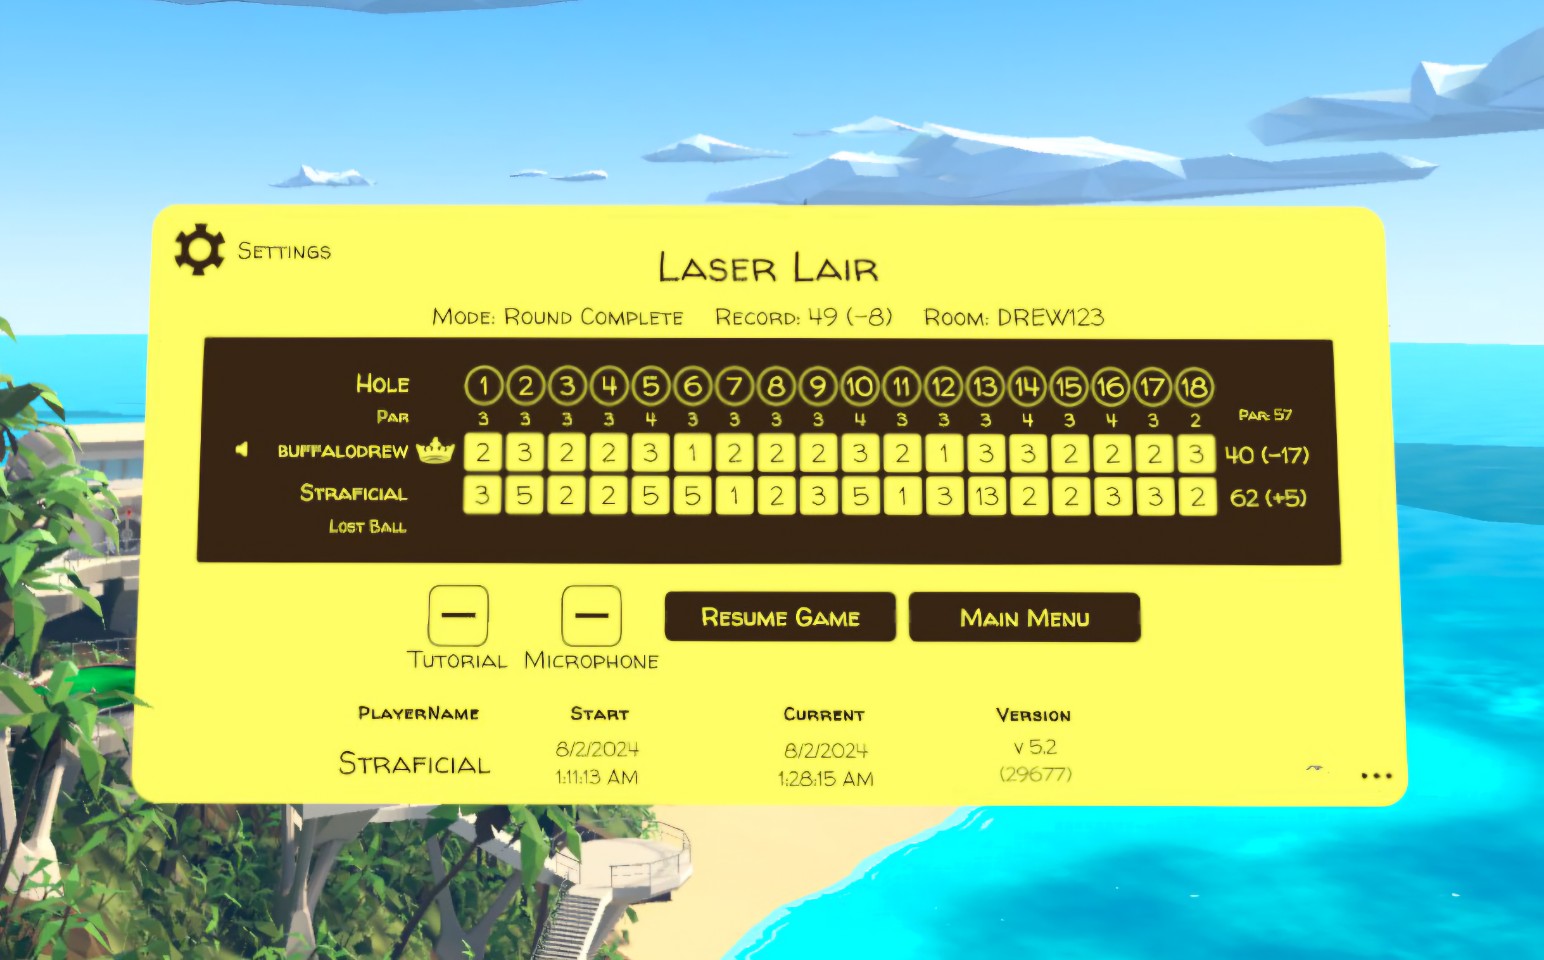 Settings
Laser Lair
Mode: Round Complete Record: 49 (-8) Room: DREW123
Hole 1 2 3 4 5 6 7 8 9 10 11 12 13 14 15 16 17 18
Par 3 3 3 3 4 3 3 3 3 4 3 3 3 4 3 4 3 2 Par: 57
BUFFALODREW 2 3 2 2 3 1 2 2 2 3 2 1 3 3 2 2 2 3 40 (-17)
Straficial 3 5 2 2 5 5 1 2 3 5 1 3 13 2 2 3 3 2 62 (+5)
Lost Ball
Resume Game Main Menu
Tutorial Microphone
PlayerName Start Current Version
Straficial 8/2/2024 8/2/2024 v 5.2
1:11:13 AM 1:28:15 AM (29677)